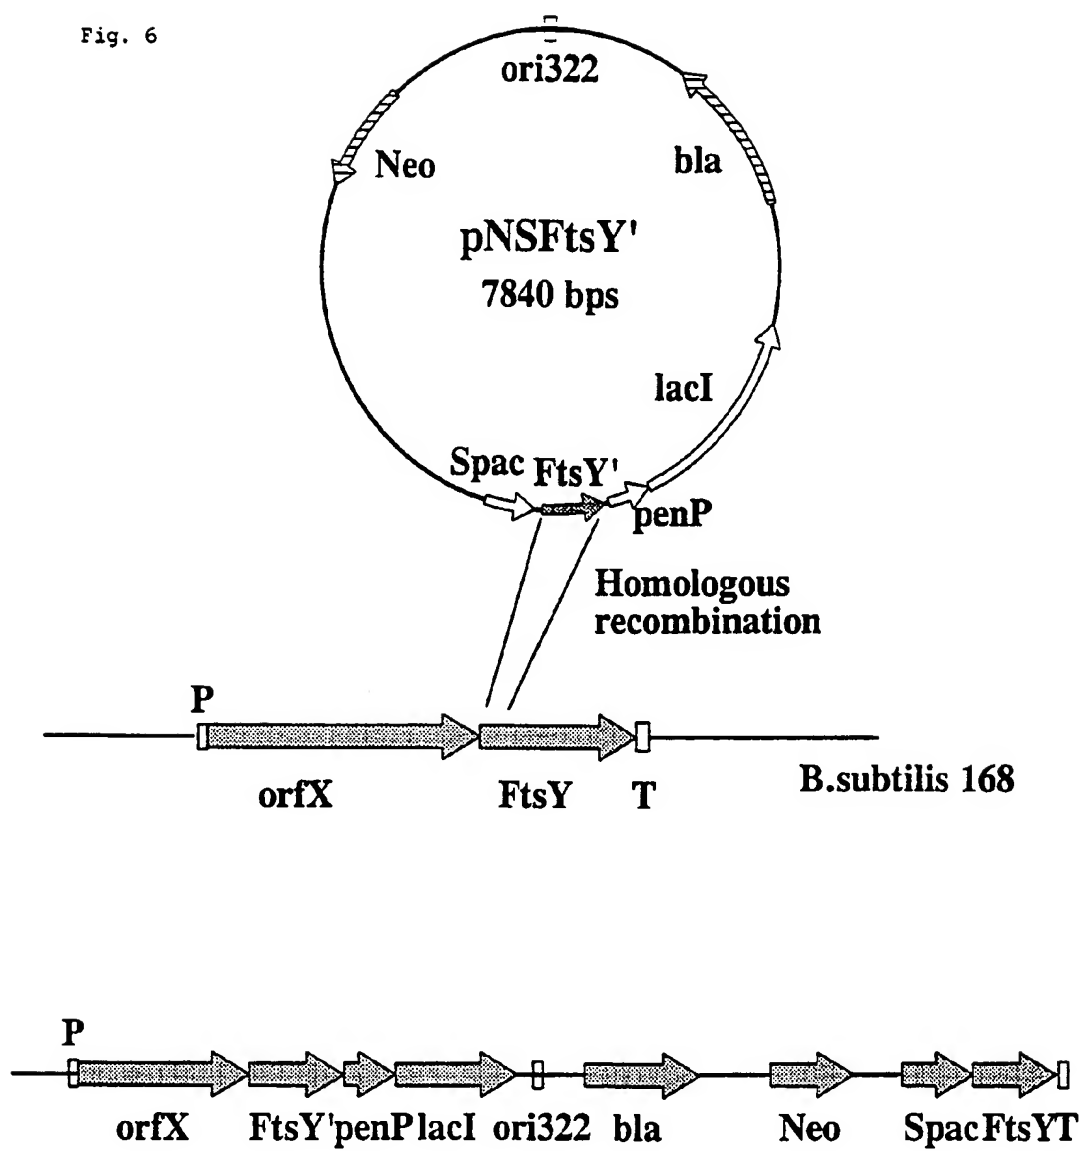 Fig. 6
ori322
Neo
bla
pNSFtsY'
7840 bps
lacI
Spac FtsY'
penP
Homologous
recombination
P
orfX FtsY T B.subtilis 168
P
orfX FtsY' penP lacI ori322 bla Neo Spac FtsY T